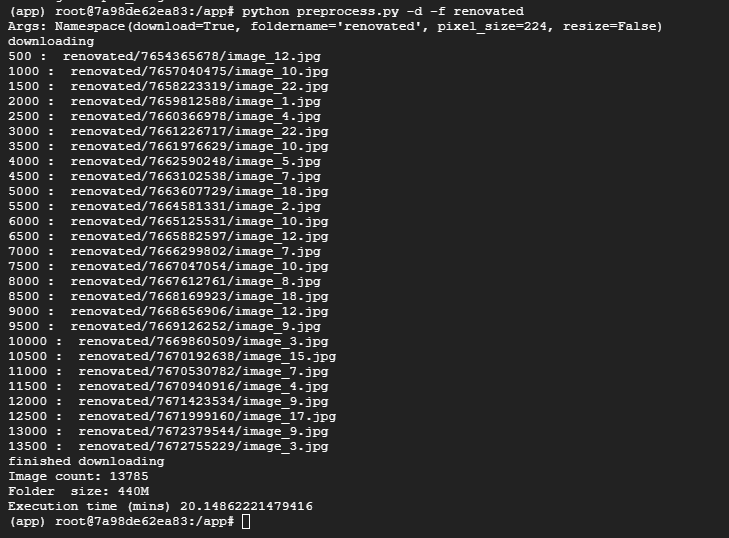 (app) root@7a98de62ea83:/app# python preprocess.py -d -f renovated
Args: Namespace(download=True, foldername='renovated', pixel_size=224, resize=False)
downloading
500 :  renovated/7654365678/image_12.jpg
1000 :  renovated/7657040475/image_10.jpg
1500 :  renovated/7658223319/image_22.jpg
2000 :  renovated/7659812588/image_1.jpg
2500 :  renovated/7660366978/image_4.jpg
3000 :  renovated/7661226717/image_22.jpg
3500 :  renovated/7661976629/image_10.jpg
4000 :  renovated/7662590248/image_5.jpg
4500 :  renovated/7663102538/image_7.jpg
5000 :  renovated/7663607729/image_18.jpg
5500 :  renovated/7664581331/image_2.jpg
6000 :  renovated/7665125531/image_10.jpg
6500 :  renovated/7665882597/image_12.jpg
7000 :  renovated/7666299802/image_7.jpg
7500 :  renovated/7667047054/image_10.jpg
8000 :  renovated/7667612761/image_8.jpg
8500 :  renovated/7668169923/image_18.jpg
9000 :  renovated/7668656906/image_12.jpg
9500 :  renovated/7669126252/image_9.jpg
10000 :  renovated/7669860509/image_3.jpg
10500 :  renovated/7670192638/image_15.jpg
11000 :  renovated/7670530782/image_7.jpg
11500 :  renovated/7670940916/image_4.jpg
12000 :  renovated/7671423534/image_9.jpg
12500 :  renovated/7671999160/image_17.jpg
13000 :  renovated/7672379544/image_9.jpg
13500 :  renovated/7672755229/image_3.jpg
finished downloading
Image count: 13785
Folder  size: 440M
Execution time (mins) 20.14862221479416
(app) root@7a98de62ea83:/app#